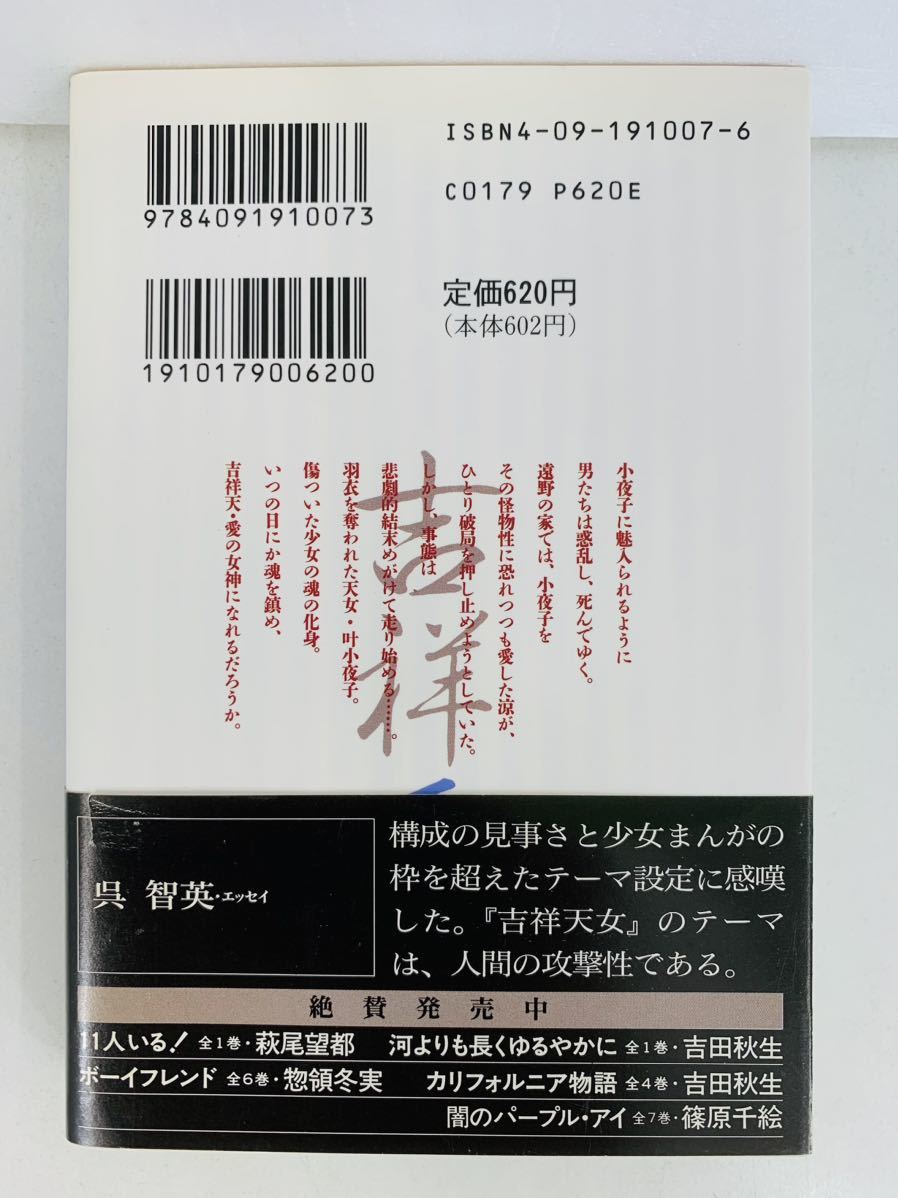 ISBN4-09-191007-6
9784091910073
C0179 P620E
定価620円
(本体602円)
1910179006200
小夜子に魅入られるように
男たちは惑乱し、死んでゆく。
遠野の家では、小夜子を
その怪物性に恐れつつも愛した涼が、
ひとり破局を押し止めようとしていた。
しかし、事態は
悲劇的結末めがけて走り始める……。
羽衣を奪われた天女・叶小夜子。
傷ついた少女の魂の化身。
いつの日にか魂を鎮め、
吉祥天・愛の女神になれるだろうか。
吉祥
呉 智英・エッセイ
構成の見事さと少女まんがの
枠を超えたテーマ設定に感嘆
した。『吉祥天女』のテーマ
は、人間の攻撃性である。
絶賛発売中
11人いる! 全1巻・萩尾望都 河よりも長くゆるやかに 全1巻・吉田秋生
ボーイフレンド 全6巻・惣領冬実 カリフォルニア物語 全4巻・吉田秋生
闇のパープル・アイ 全7巻・篠原千絵